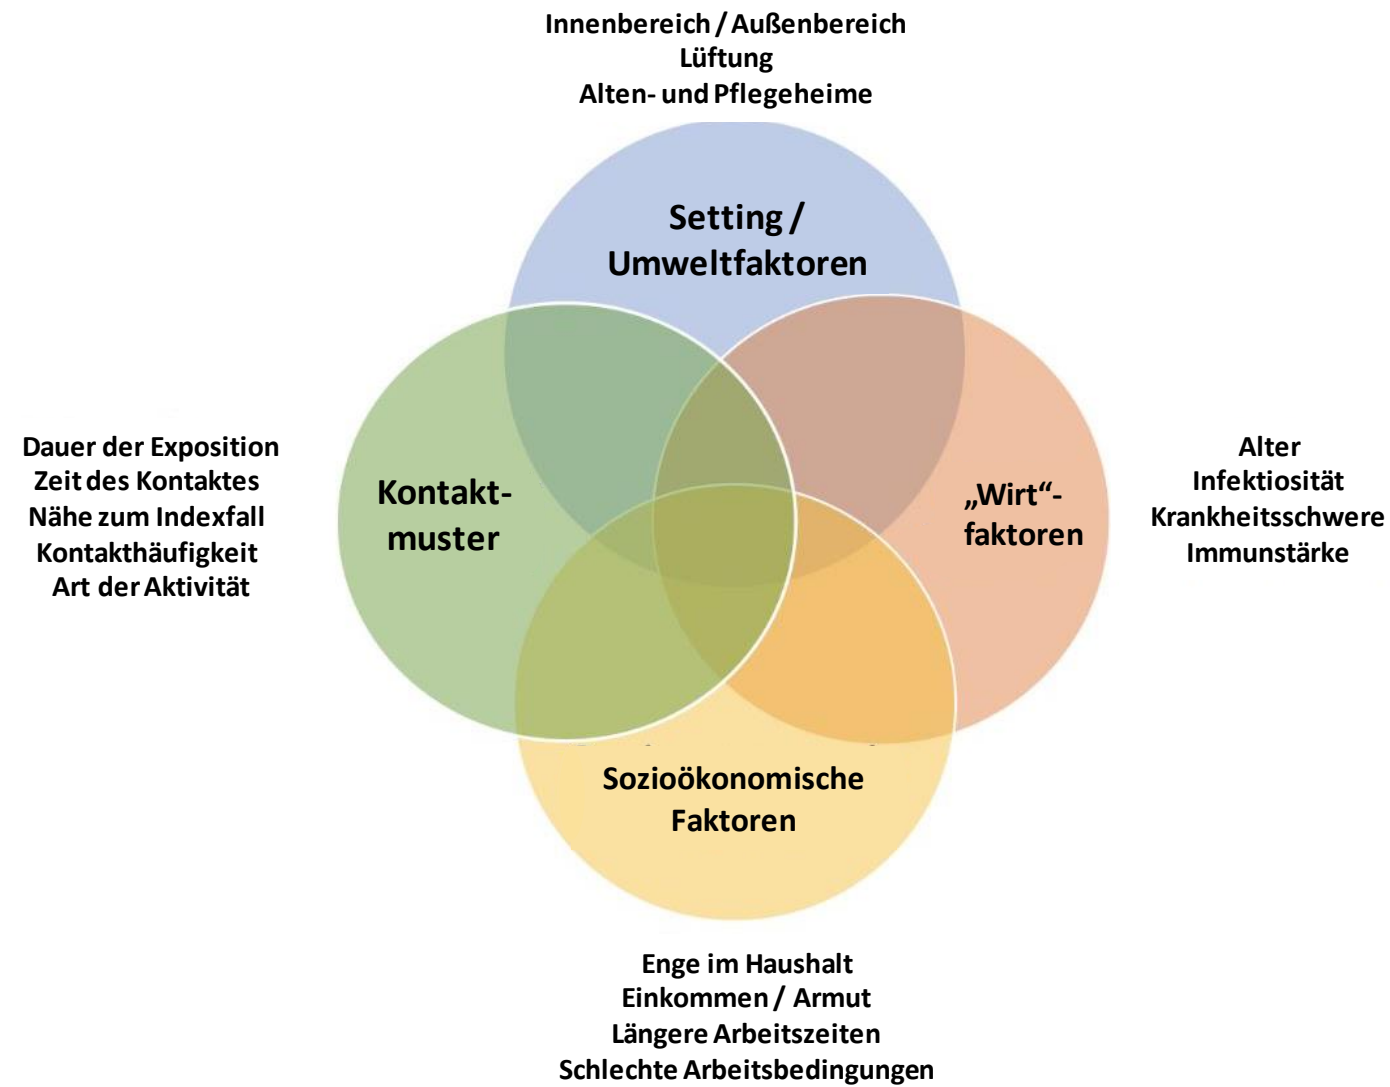 Innenbereich / Außenbereich
Lüftung
Alten- und Pflegeheime
Setting /
Umweltfaktoren
Dauer der Exposition
Zeit des Kontaktes
Nähe zum Indexfall
Kontakthäufigkeit
Art der Aktivität
Kontakt-
muster
„Wirt“-
faktoren
Alter
Infektiosität
Krankheitsschwere
Immunstärke
Sozioökonomische
Faktoren
Enge im Haushalt
Einkommen / Armut
Längere Arbeitszeiten
Schlechte Arbeitsbedingungen